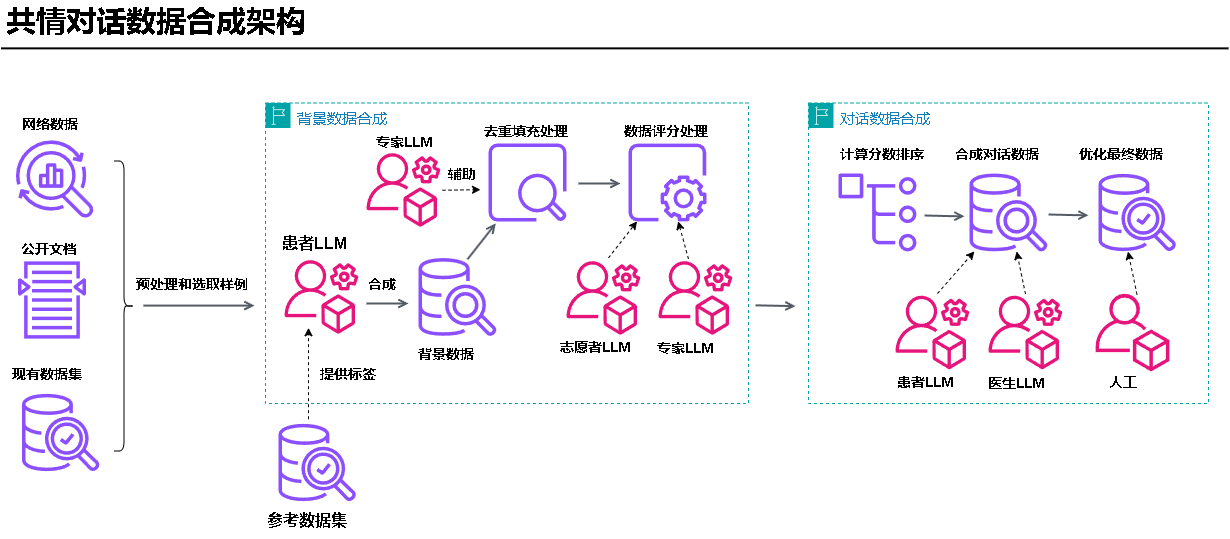 共情对话数据合成架构
网络数据
公开文档
现有数据集
预处理和选取样例
背景数据合成
专家LLM
辅助
去重填充处理
数据评分处理
患者LLM
合成
背景数据
志愿者LLM
专家LLM
提供标签
参考数据集
对话数据合成
计算分数排序
合成对话数据
优化最终数据
患者LLM
医生LLM
人工